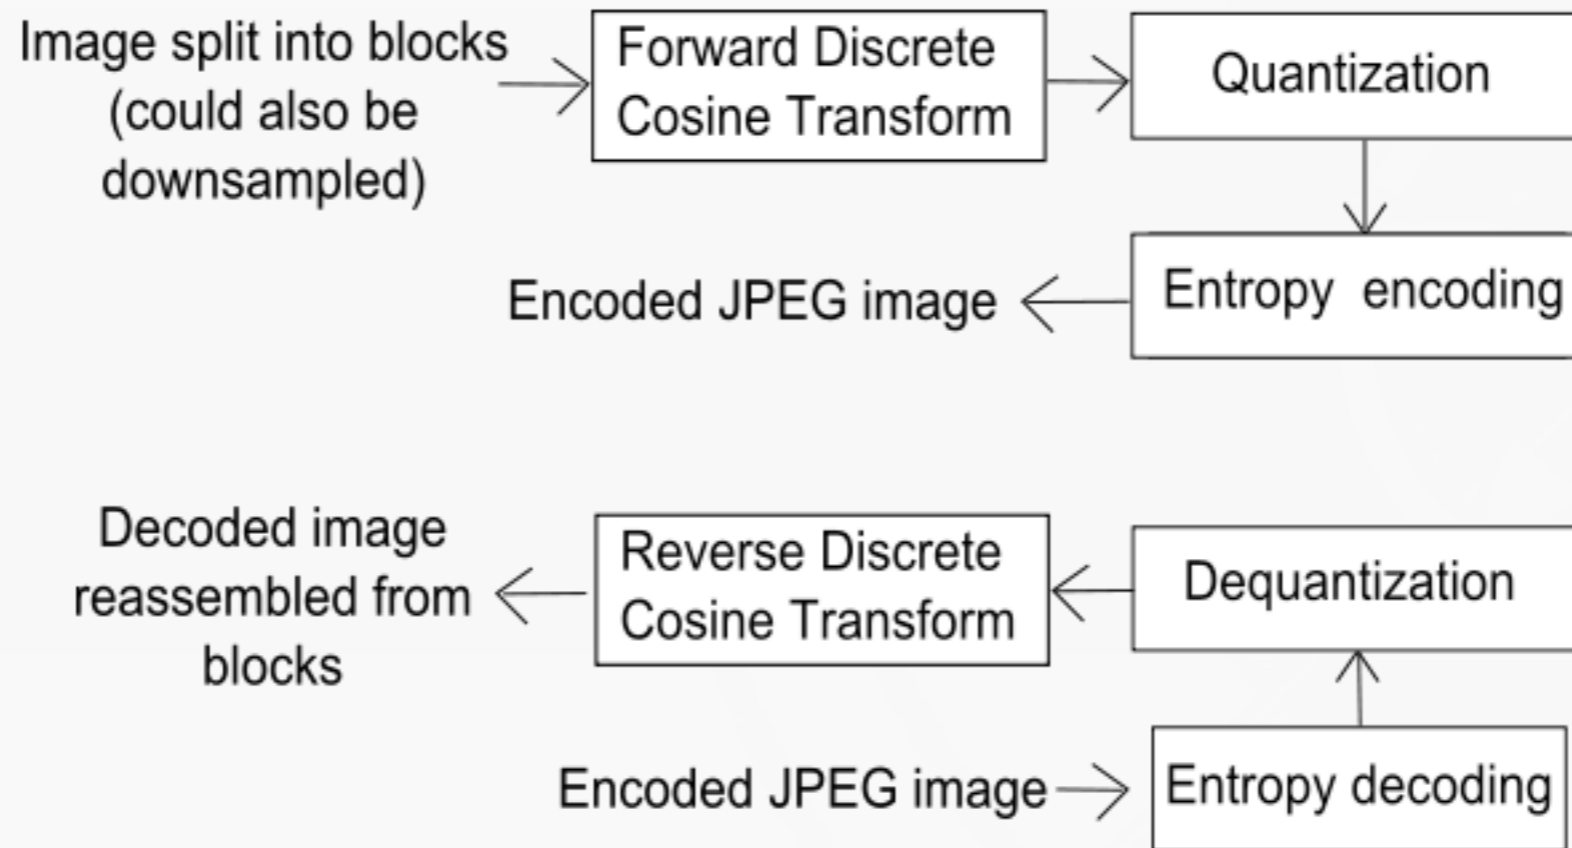 Image split into blocks
(could also be
downsampled)
Forward Discrete
Cosine Transform
Quantization
Entropy encoding
Encoded JPEG image
Decoded image
reassembled from
blocks
Reverse Discrete
Cosine Transform
Dequantization
Encoded JPEG image
Entropy decoding